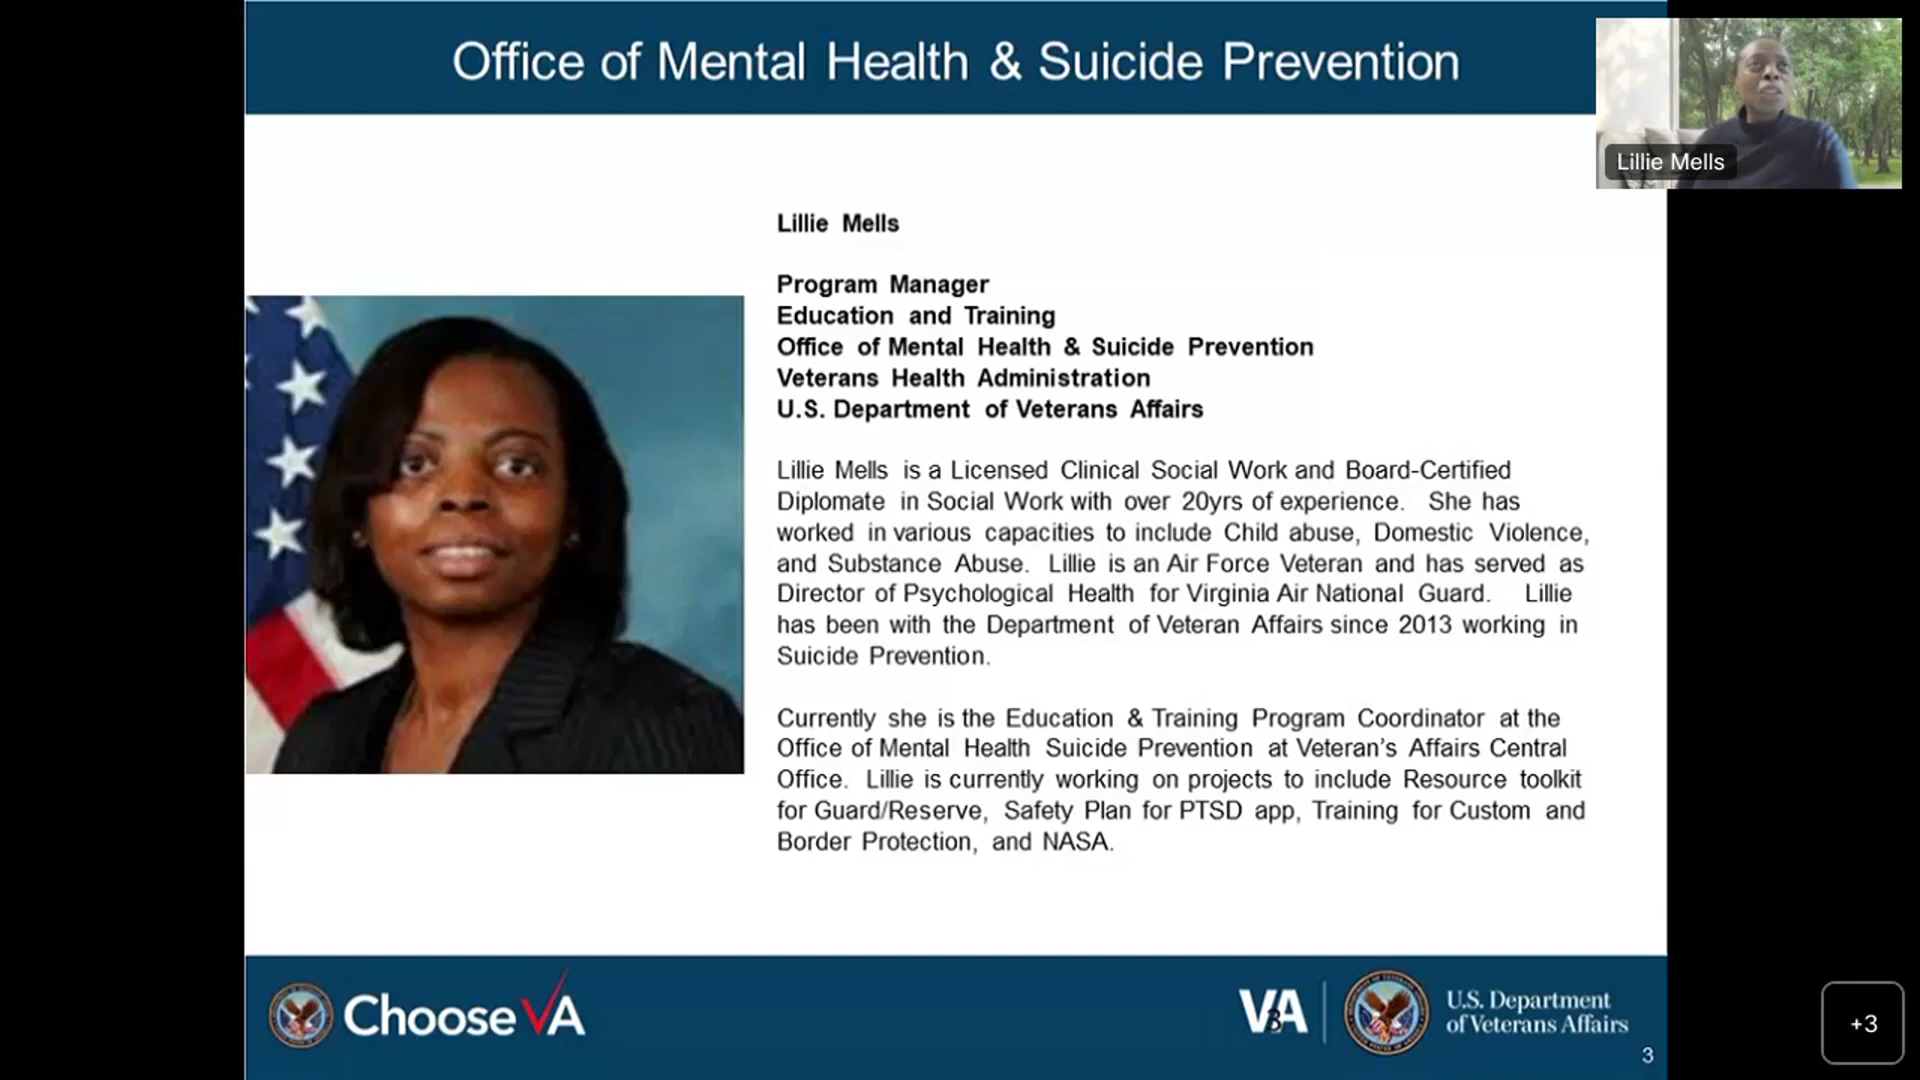 Office of Mental Health & Suicide Prevention
Lillie Mells
Lillie Mells
Program Manager
Education and Training
Office of Mental Health & Suicide Prevention
Veterans Health Administration
U.S. Department of Veterans Affairs
Lillie Mells is a Licensed Clinical Social Work and Board-Certified
Diplomate in Social Work with over 20yrs of experience. She has
worked in various capacities to include Child abuse, Domestic Violence,
and Substance Abuse. Lillie is an Air Force Veteran and has served as
Director of Psychological Health for Virginia Air National Guard. Lillie
has been with the Department of Veteran Affairs since 2013 working in
Suicide Prevention.
Currently she is the Education & Training Program Coordinator at the
Office of Mental Health Suicide Prevention at Veteran’s Affairs Central
Office. Lillie is currently working on projects to include Resource toolkit
for Guard/Reserve, Safety Plan for PTSD app, Training for Custom and
Border Protection, and NASA.
Choose VA
VA
3
U.S. Department
of Veterans Affairs
3
+3